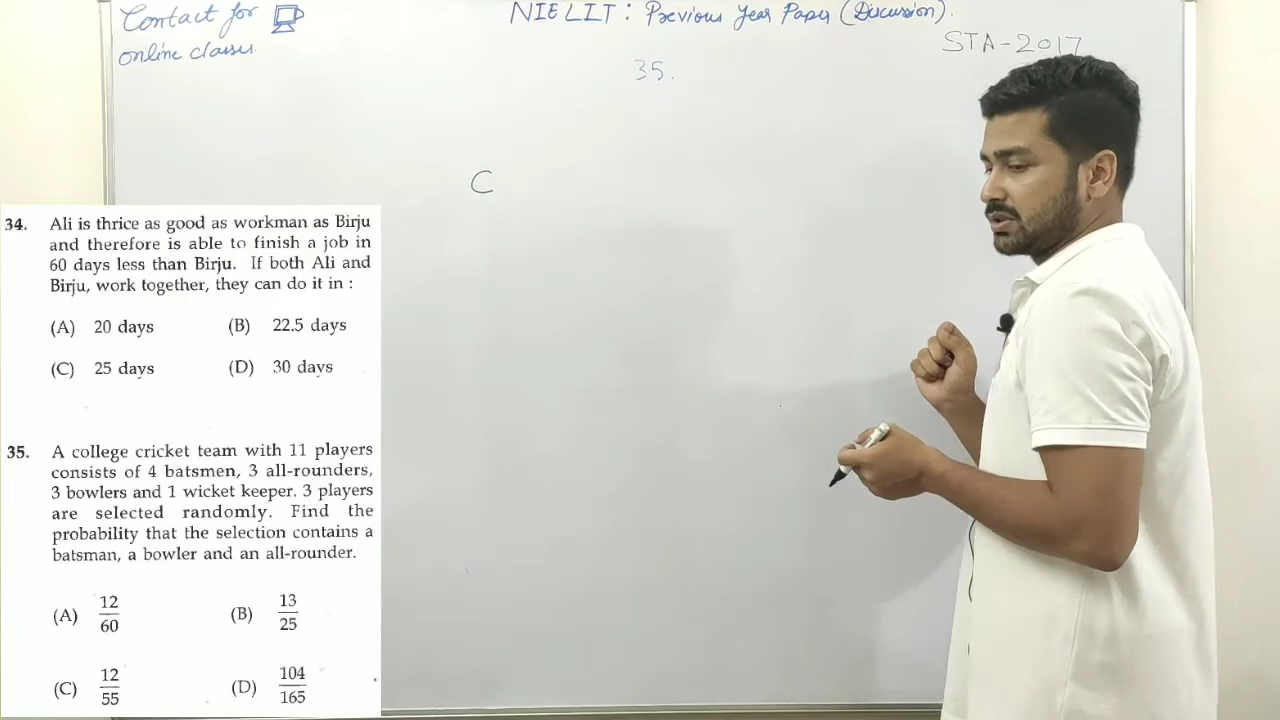 Contact for
online classes.
NIELIT : Previous Year Paper (Discussion).
STA-2017
35.
C
34. Ali is thrice as good as workman as Birju
and therefore is able to finish a job in
60 days less than Birju. If both Ali and
Birju, work together, they can do it in :
(A) 20 days (B) 22.5 days
(C) 25 days (D) 30 days
35. A college cricket team with 11 players
consists of 4 batsmen, 3 all-rounders,
3 bowlers and 1 wicket keeper. 3 players
are selected randomly. Find the
probability that the selection contains a
batsman, a bowler and an all-rounder.
(A) 12/60 (B) 13/25
(C) 12/55 (D) 104/165